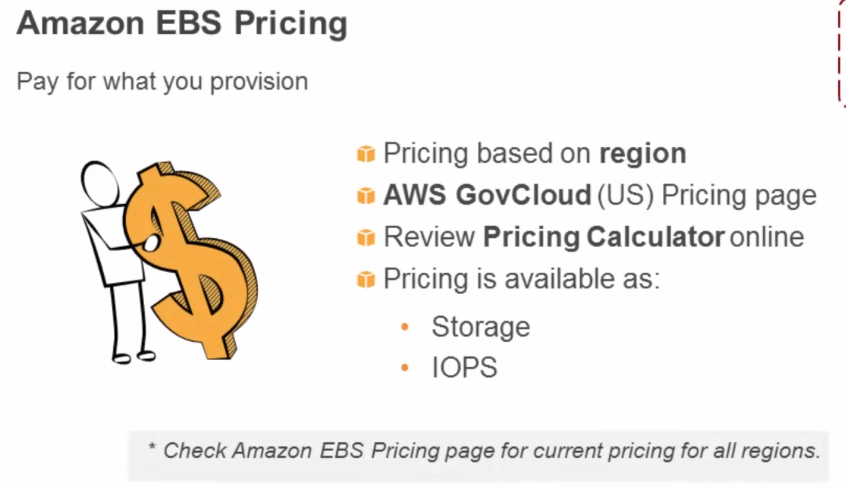 Amazon EBS Pricing
Pay for what you provision
Pricing based on region
AWS GovCloud (US) Pricing page
Review Pricing Calculator online
Pricing is available as:
• Storage
• IOPS
* Check Amazon EBS Pricing page for current pricing for all regions.